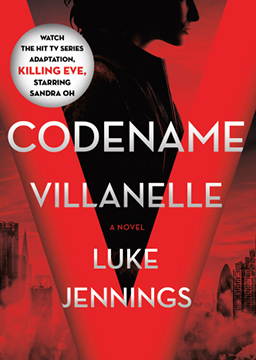 WATCH
THE HIT TV SERIES
ADAPTATION,
KILLING EVE,
STARRING
SANDRA OH
CODENAME
VILLANELLE
A NOVEL
LUKE
JENNINGS